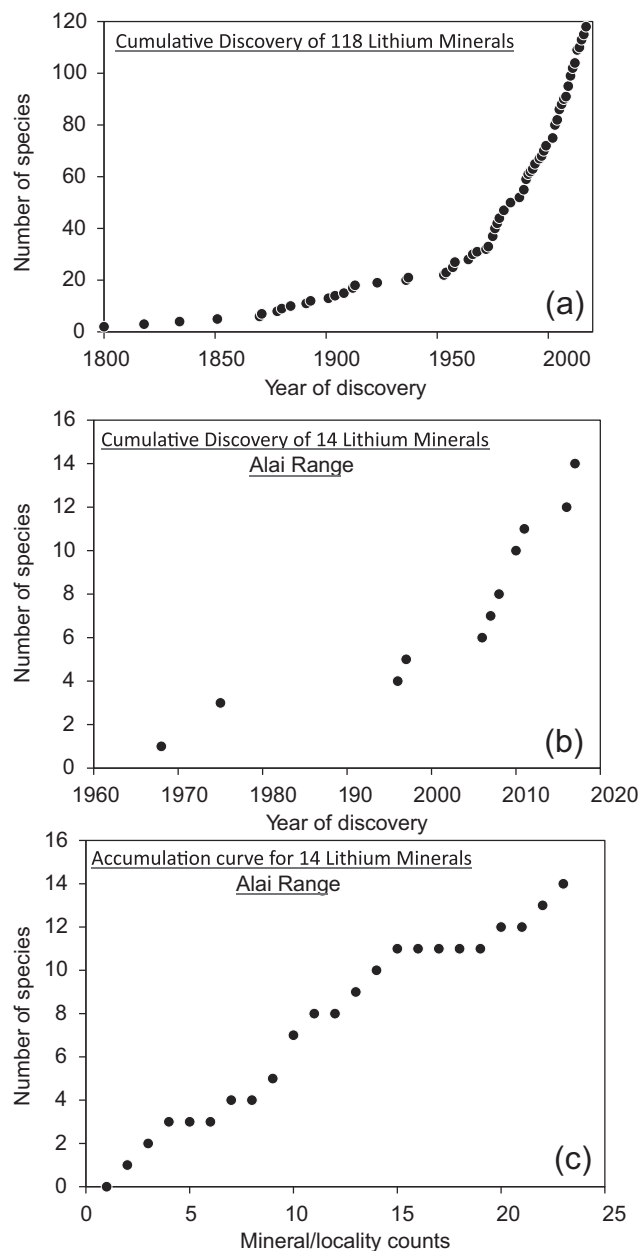 120
Cumulative Discovery of 118 Lithium Minerals
100
80
60
40
20
0
Number of species
(a)
1800 1850 1900 1950 2000
Year of discovery
16
Cumulative Discovery of 14 Lithium Minerals
14
Alai Range
12
10
8
6
4
2
0
Number of species
(b)
1960 1970 1980 190 2000 2010 2020
Year of discovery
16
Accumulation curve for 14 Lithium Minerals
14
Alai Range
12
10
8
6
4
2
0
Number of species
(c)
0 5 10 15 20 25
Mineral/locality counts